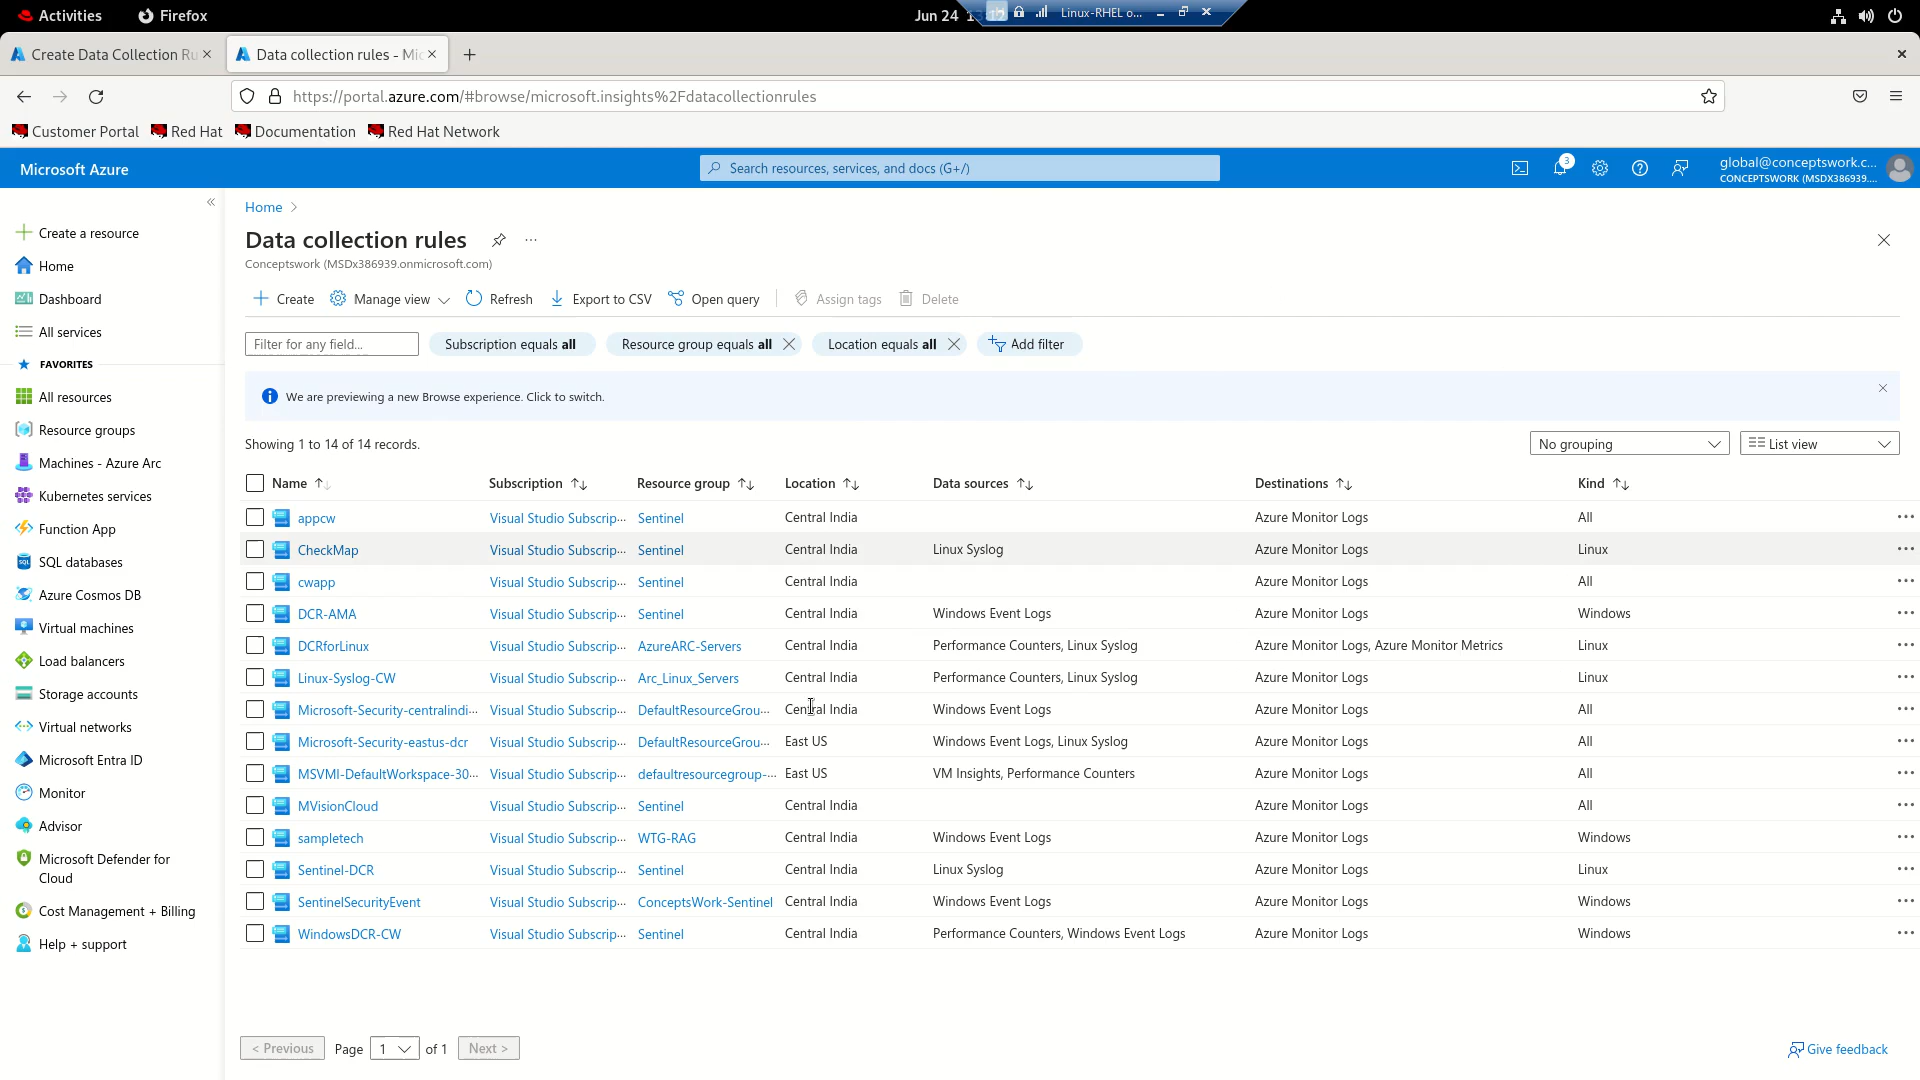 Activities
Firefox
Jun 24
Linux-RHEL o...
Create Data Collection Ru
Data collection rules - Mic
https://portal.azure.com/#browse/microsoft.insights%2Fdatacollectionrules
Customer Portal
Red Hat
Documentation
Red Hat Network
Microsoft Azure
Search resources, services, and docs (G+/)
3
global@conceptswork.c...
CONCEPTSWORK (MSDX386939....
Create a resource
Home
Dashboard
All services
FAVORITES
All resources
Resource groups
Machines - Azure Arc
Kubernetes services
Function App
SQL databases
Azure Cosmos DB
Virtual machines
Load balancers
Storage accounts
Virtual networks
Microsoft Entra ID
Monitor
Advisor
Microsoft Defender for
Cloud
Cost Management + Billing
Help + support
Home
Data collection rules
Conceptswork (MSDx386939.onmicrosoft.com)
Create
Manage view
Refresh
Export to CSV
Open query
Assign tags
Delete
Filter for any field...
Subscription equals all
Resource group equals all
Location equals all
Add filter
We are previewing a new Browse experience. Click to switch.
Showing 1 to 14 of 14 records.
No grouping
List view
Name Subscription Resource group Location Data sources Destinations Kind
appcw Visual Studio Subscrip... Sentinel Central India Azure Monitor Logs All
CheckMap Visual Studio Subscrip... Sentinel Central India Linux Syslog Azure Monitor Logs Linux
cwapp Visual Studio Subscrip... Sentinel Central India Azure Monitor Logs All
DCR-AMA Visual Studio Subscrip... Sentinel Central India Windows Event Logs Azure Monitor Logs Windows
DCRforLinux Visual Studio Subscrip... AzureARC-Servers Central India Performance Counters, Linux Syslog Azure Monitor Logs, Azure Monitor Metrics Linux
Linux-Syslog-CW Visual Studio Subscrip... Arc_Linux_Servers Central India Performance Counters, Linux Syslog Azure Monitor Logs Linux
Microsoft-Security-centralindi... Visual Studio Subscrip... DefaultResourceGrou... Central India Windows Event Logs Azure Monitor Logs All
Microsoft-Security-eastus-dcr Visual Studio Subscrip... DefaultResourceGrou... East US Windows Event Logs, Linux Syslog Azure Monitor Logs All
MSVMI-DefaultWorkspace-30... Visual Studio Subscrip... defaultresourcegroup-... East US VM Insights, Performance Counters Azure Monitor Logs All
MVisionCloud Visual Studio Subscrip... Sentinel Central India Azure Monitor Logs All
sampletech Visual Studio Subscrip... WTG-RAG Central India Windows Event Logs Azure Monitor Logs Windows
Sentinel-DCR Visual Studio Subscrip... Sentinel Central India Linux Syslog Azure Monitor Logs Linux
SentinelSecurityEvent Visual Studio Subscrip... ConceptsWork-Sentinel Central India Windows Event Logs Azure Monitor Logs Windows
WindowsDCR-CW Visual Studio Subscrip... Sentinel Central India Performance Counters, Windows Event Logs Azure Monitor Logs Windows
< Previous
Page 1 of 1
Next >
Give feedback